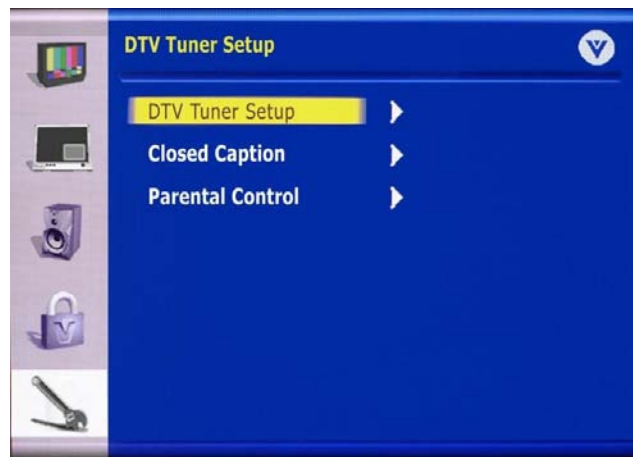 DTV Tuner Setup
DTV Tuner Setup
Closed Caption
Parental Control